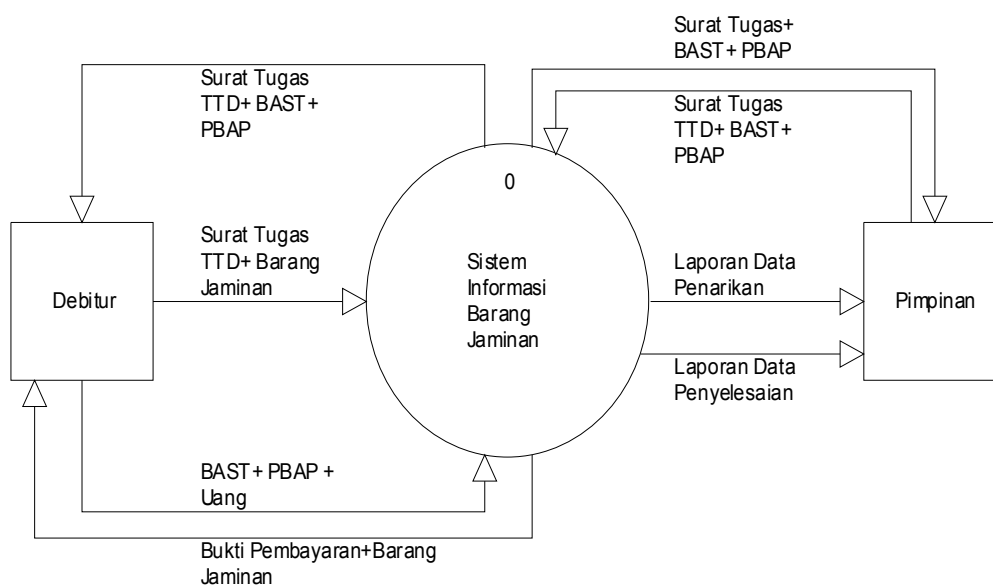 Surat Tugas+
BAST+ PBAP
Surat Tugas
TTD+ BAST+
PBAP
Surat Tugas
TTD+ BAST+
PBAP
0
Surat Tugas
TTD+ Barang
Jaminan
Debitur
Sistem
Informasi
Barang
Jaminan
Laporan Data
Penarikan
Pimpinan
Laporan Data
Penyelesaian
BAST+ PBAP +
Uang
Bukti Pembayaran+Barang
Jaminan